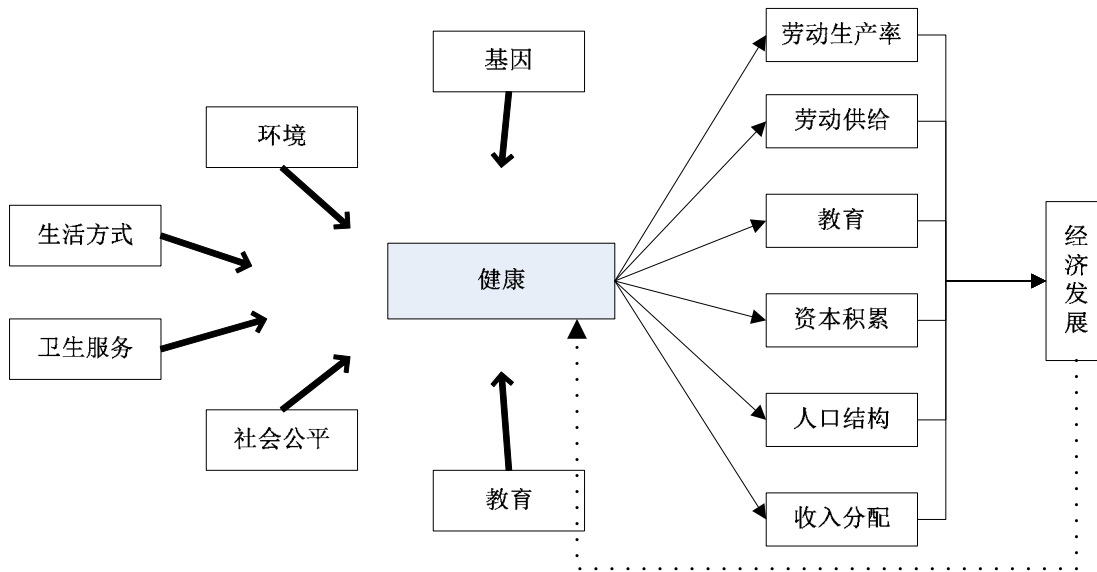 基因
环境
生活方式
卫生服务
社会公平
教育
健康
劳动生产率
劳动供给
教育
资本积累
人口结构
收入分配
经济发展